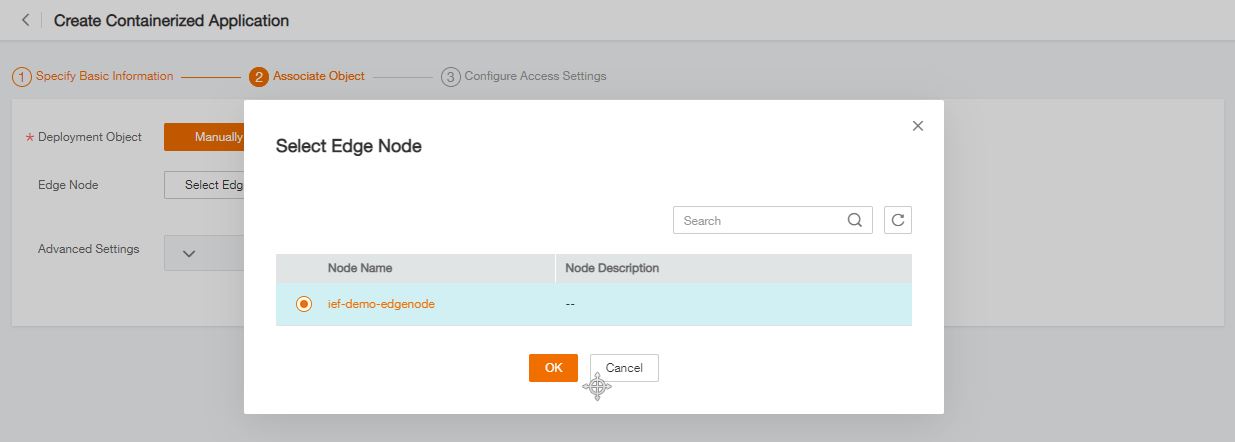 Create Containerized Application
1 Specify Basic Information 2 Associate Object 3 Configure Access Settings
* Deployment Object Manually
Edge Node Select Edg
Advanced Settings
Select Edge Node
Search
Node Name Node Description
ief-demo-edgenode --
OK Cancel